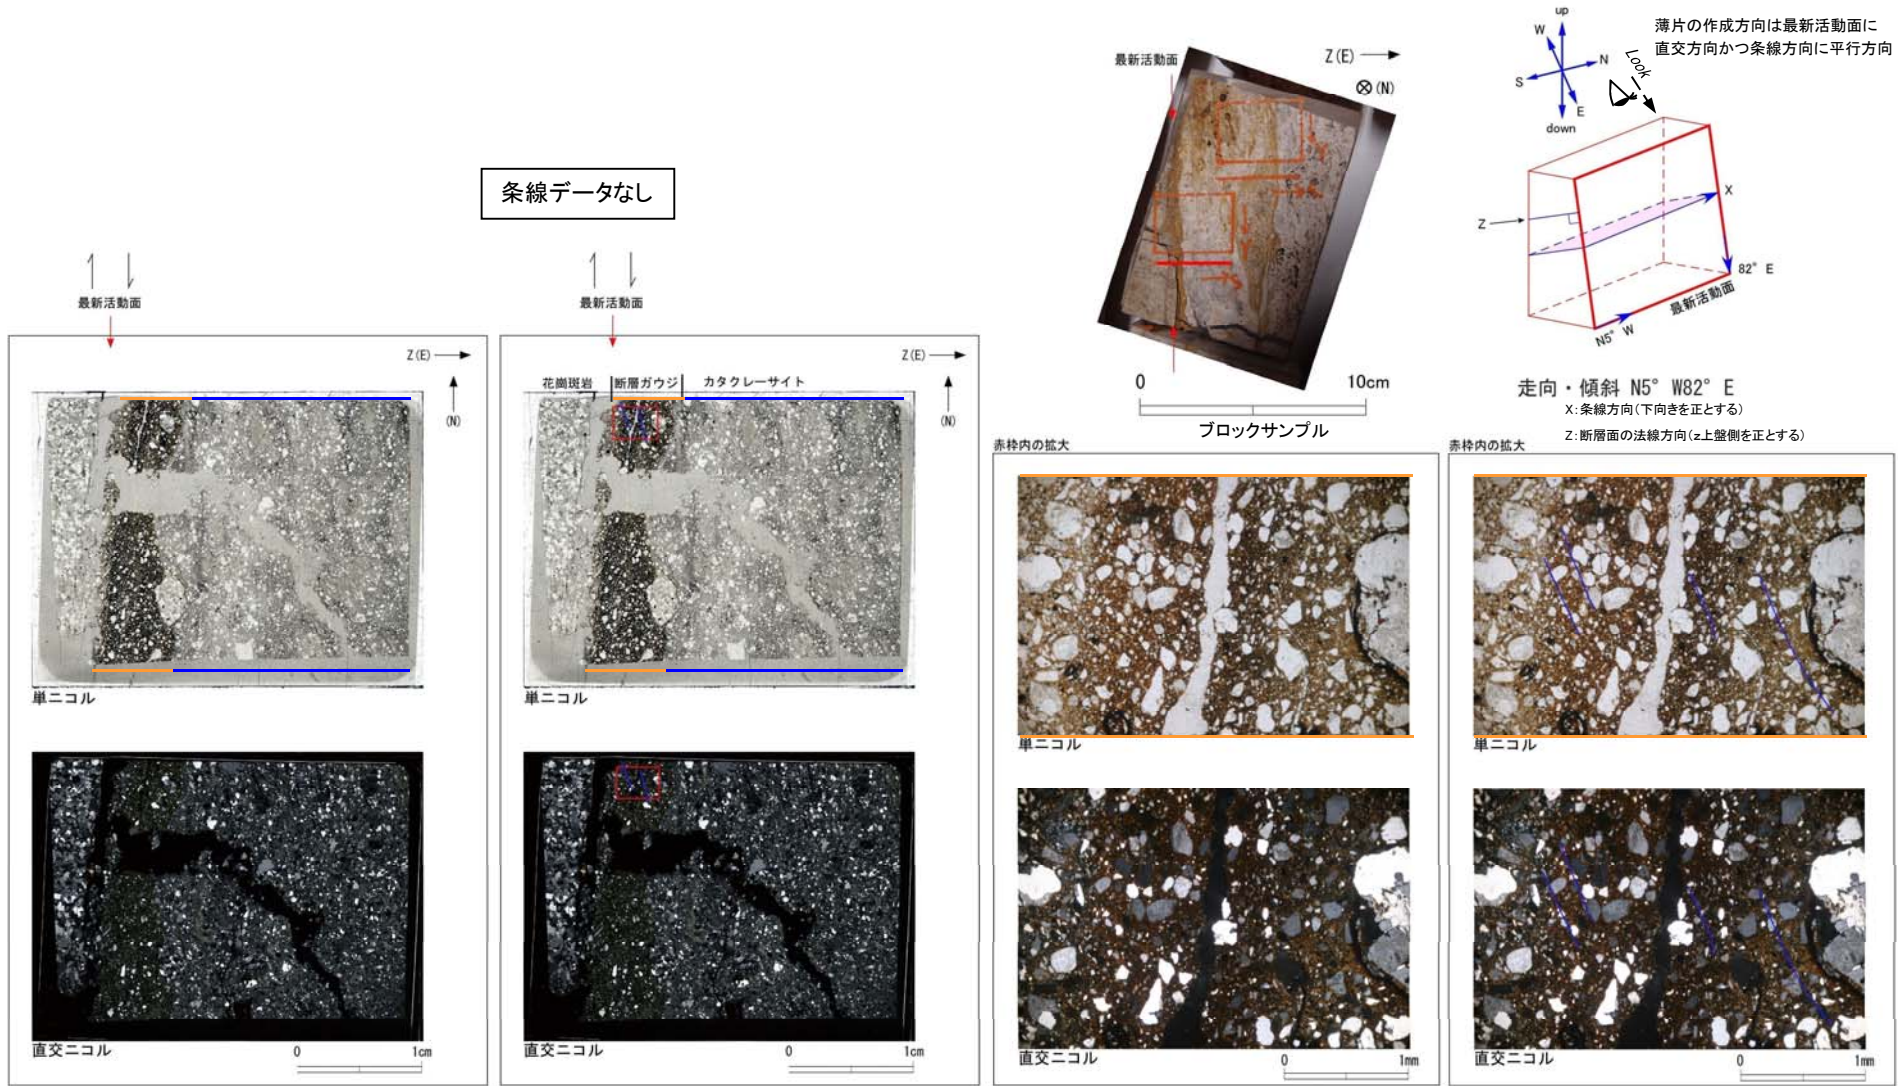 条線データなし
最新活動面
Z(E)
(N)
単ニコル
直交ニコル
0
1cm
最新活動面
Z(E)
(N)
花崗斑岩
断層ガウジ
カタクレーサイト
単ニコル
直交ニコル
0
1cm
最新活動面
Z(E)
(N)
0
10cm
ブロックサンプル
薄片の作成方向は最新活動面に
直交方向かつ条線方向に平行方向
up
W
N
S
E
down
Look
X
Z
82° E
最新活動面
N5° W
走向・傾斜 N5° W82° E
X:条線方向(下向きを正とする)
Z:断層面の法線方向(z上盤側を正とする)
赤枠内の拡大
単ニコル
直交ニコル
0
1mm
赤枠内の拡大
単ニコル
直交ニコル
0
1mm